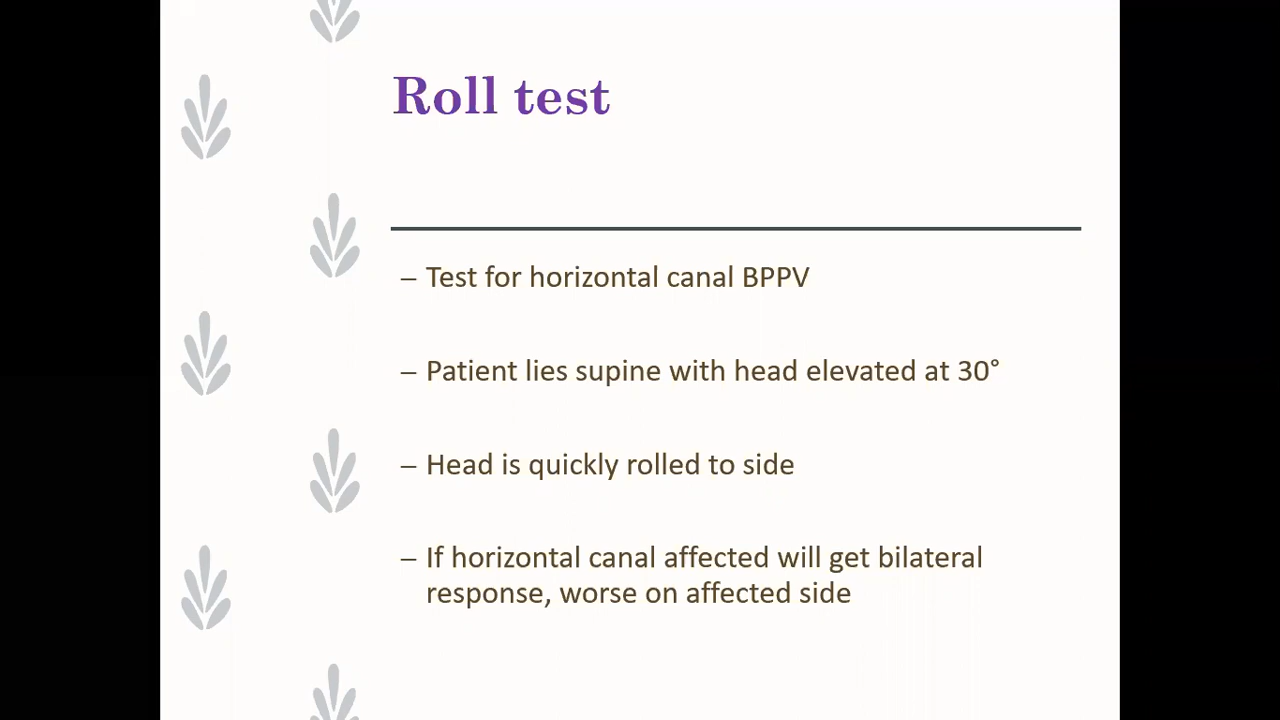 Roll test
– Test for horizontal canal BPPV
– Patient lies supine with head elevated at 30°
– Head is quickly rolled to side
– If horizontal canal affected will get bilateral
response, worse on affected side